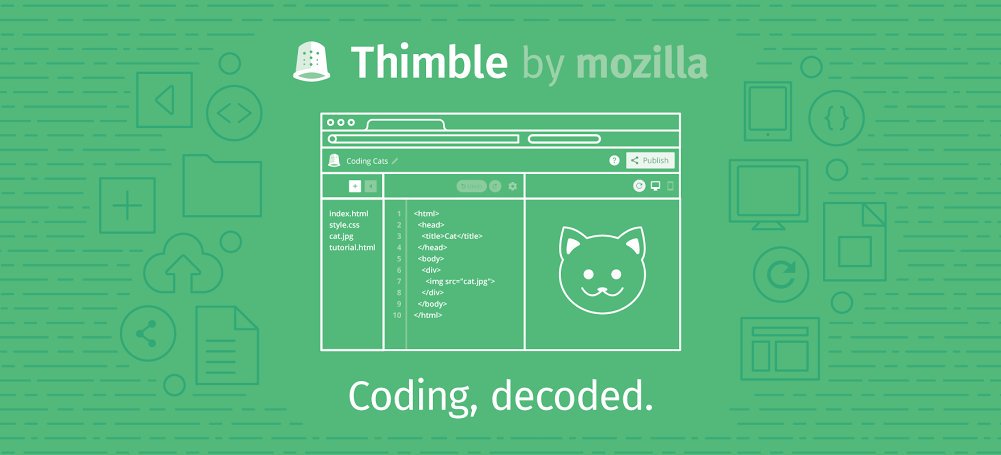 Thimble by mozilla
Coding Cats
? Publish
index.html
style.css
cat.jpg
tutorial.html
1 <html>
2 <head>
3 <title>Cat</title>
4 </head>
5 <body>
6 <div>
7 <img src="cat.jpg">
8 </div>
9 </body>
10 </html>
Coding, decoded.